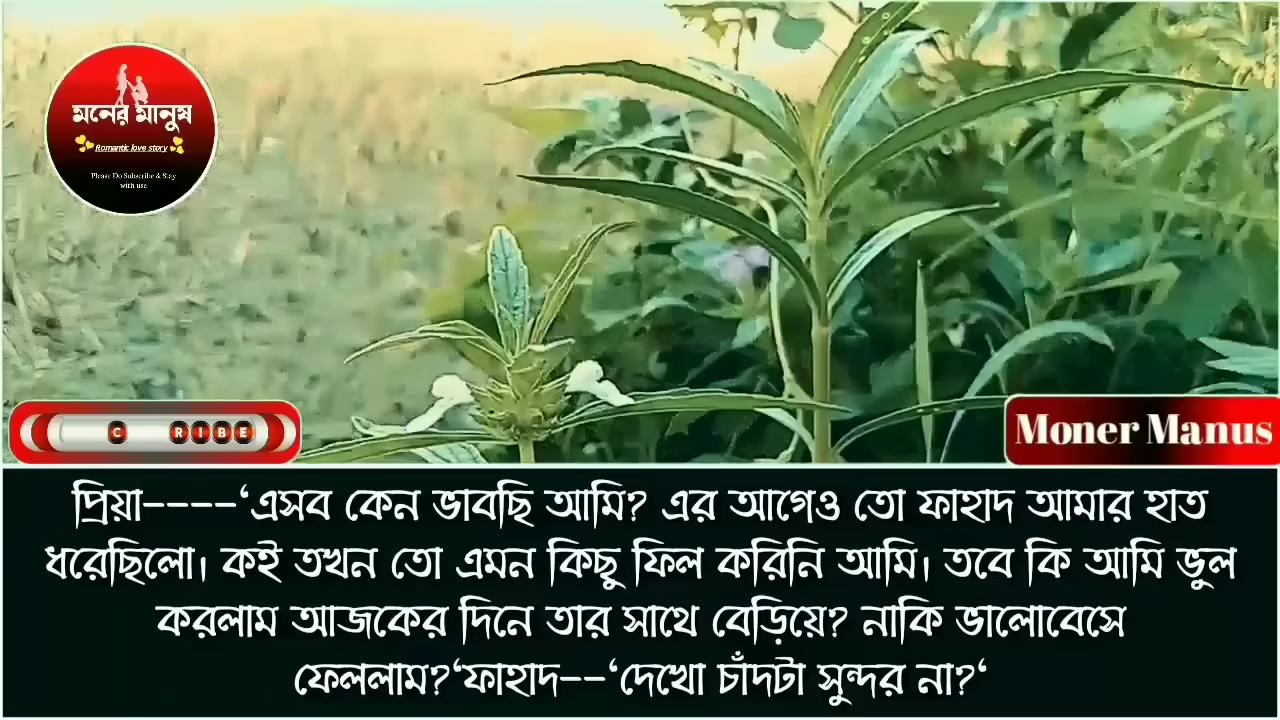 মনের মানুষ
Romantic love story
Please Do Subscribe & Stay
with use
C RIBE
Moner Manus
প্রিয়া----‘এসব কেন ভাবছি আমি? এর আগেও তো ফাহাদ আমার হাত
ধরেছিলো। কই তখন তো এমন কিছু ফিল করিনি আমি। তবে কি আমি ভুল
করলাম আজকের দিনে তার সাথে বেড়িয়ে? নাকি ভালোবেসে
ফেললাম?‘ফাহাদ--‘দেখো চাঁদটা সুন্দর না?‘